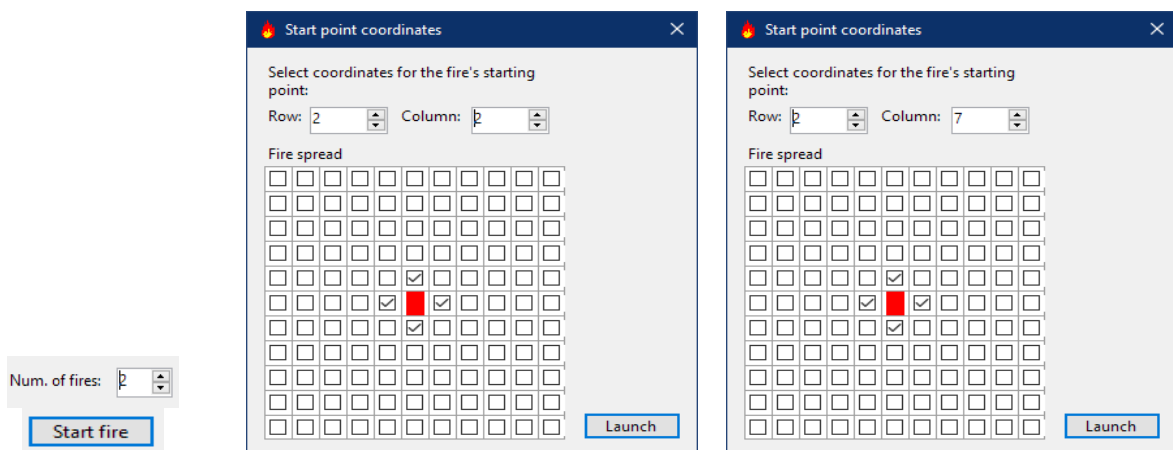 Num. of fires: 2
Start fire
Start point coordinates
Select coordinates for the fire's starting
point:
Row: 2 Column: 2
Fire spread
Launch
Start point coordinates
Select coordinates for the fire's starting
point:
Row: 2 Column: 7
Fire spread
Launch